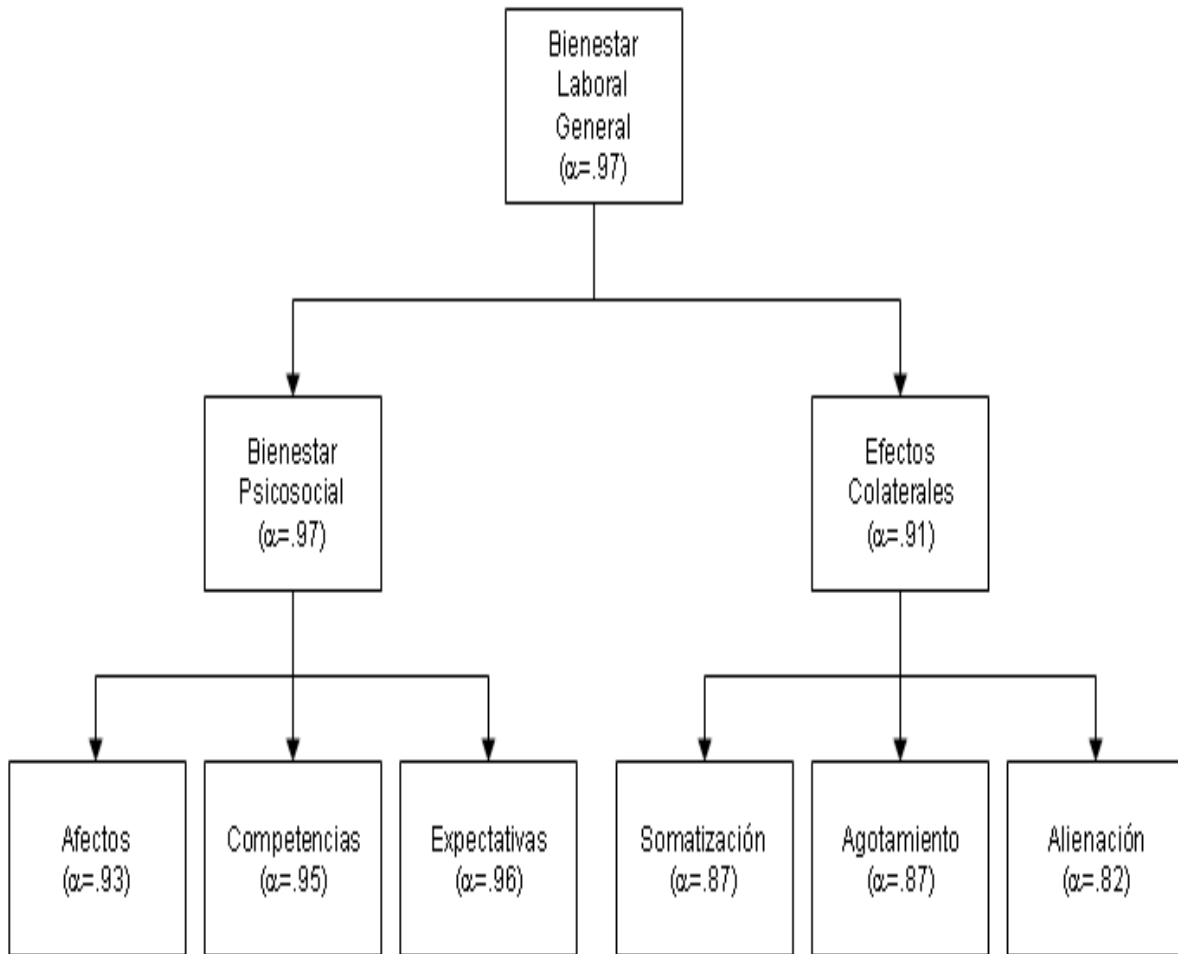 Bienestar
Laboral
General
(α=.97)
Bienestar
Psicosocial
(α=.97)
Efectos
Colaterales
(α=.91)
Afectos
(α=.93)
Competencias
(α=.95)
Expectativas
(α=.96)
Somatización
(α=.87)
Agotamiento
(α=.87)
Alienación
(α=.82)